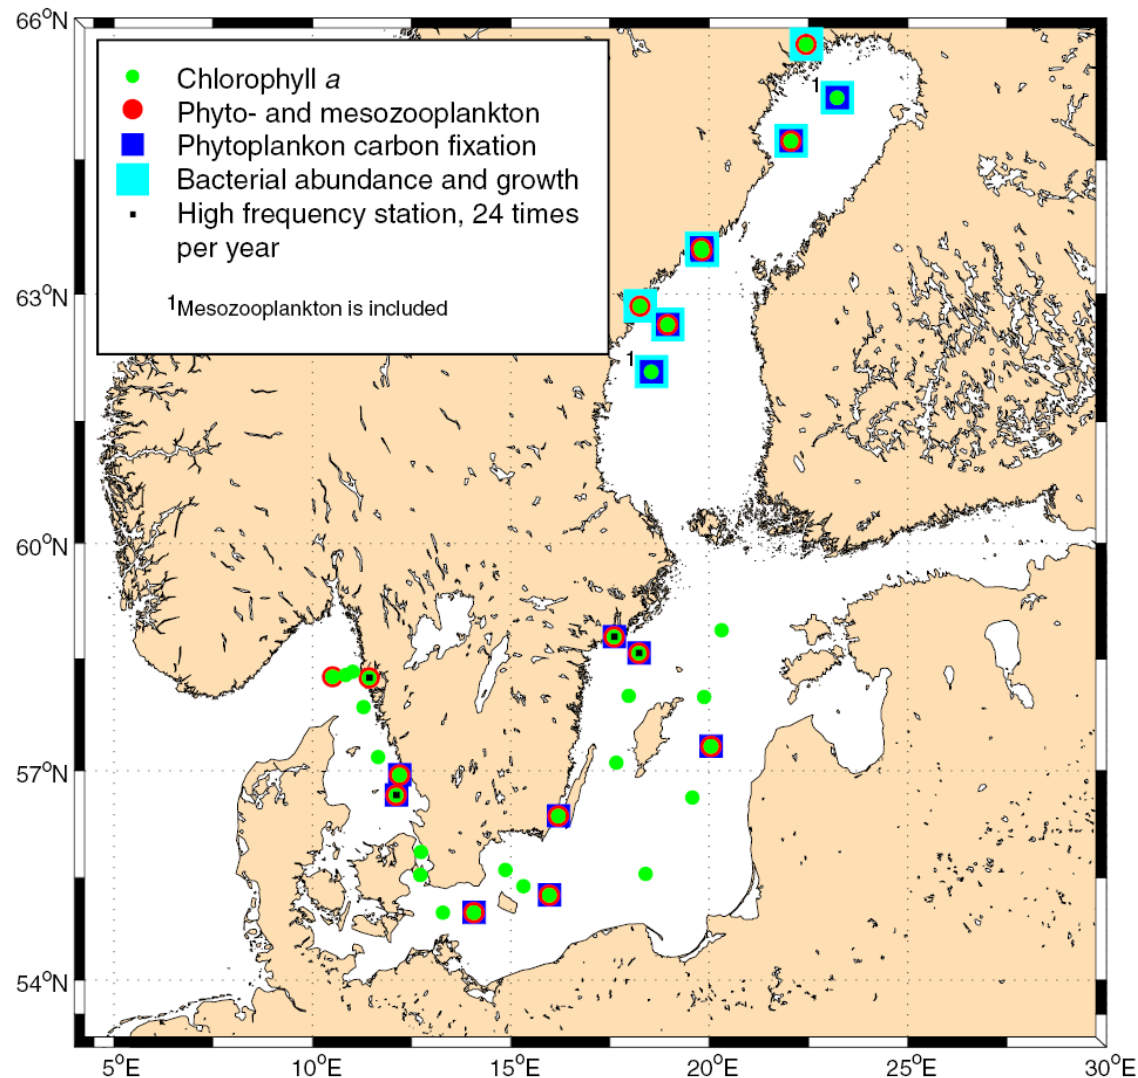 66°N
Chlorophyll a
Phyto- and mesozooplankton
Phytoplankon carbon fixation
Bacterial abundance and growth
High frequency station, 24 times
per year
1Mesozooplankton is included
1
63°N
1
60°N
57°N
54°N
5°E 10°E 15°E 20°E 25°E 30°E